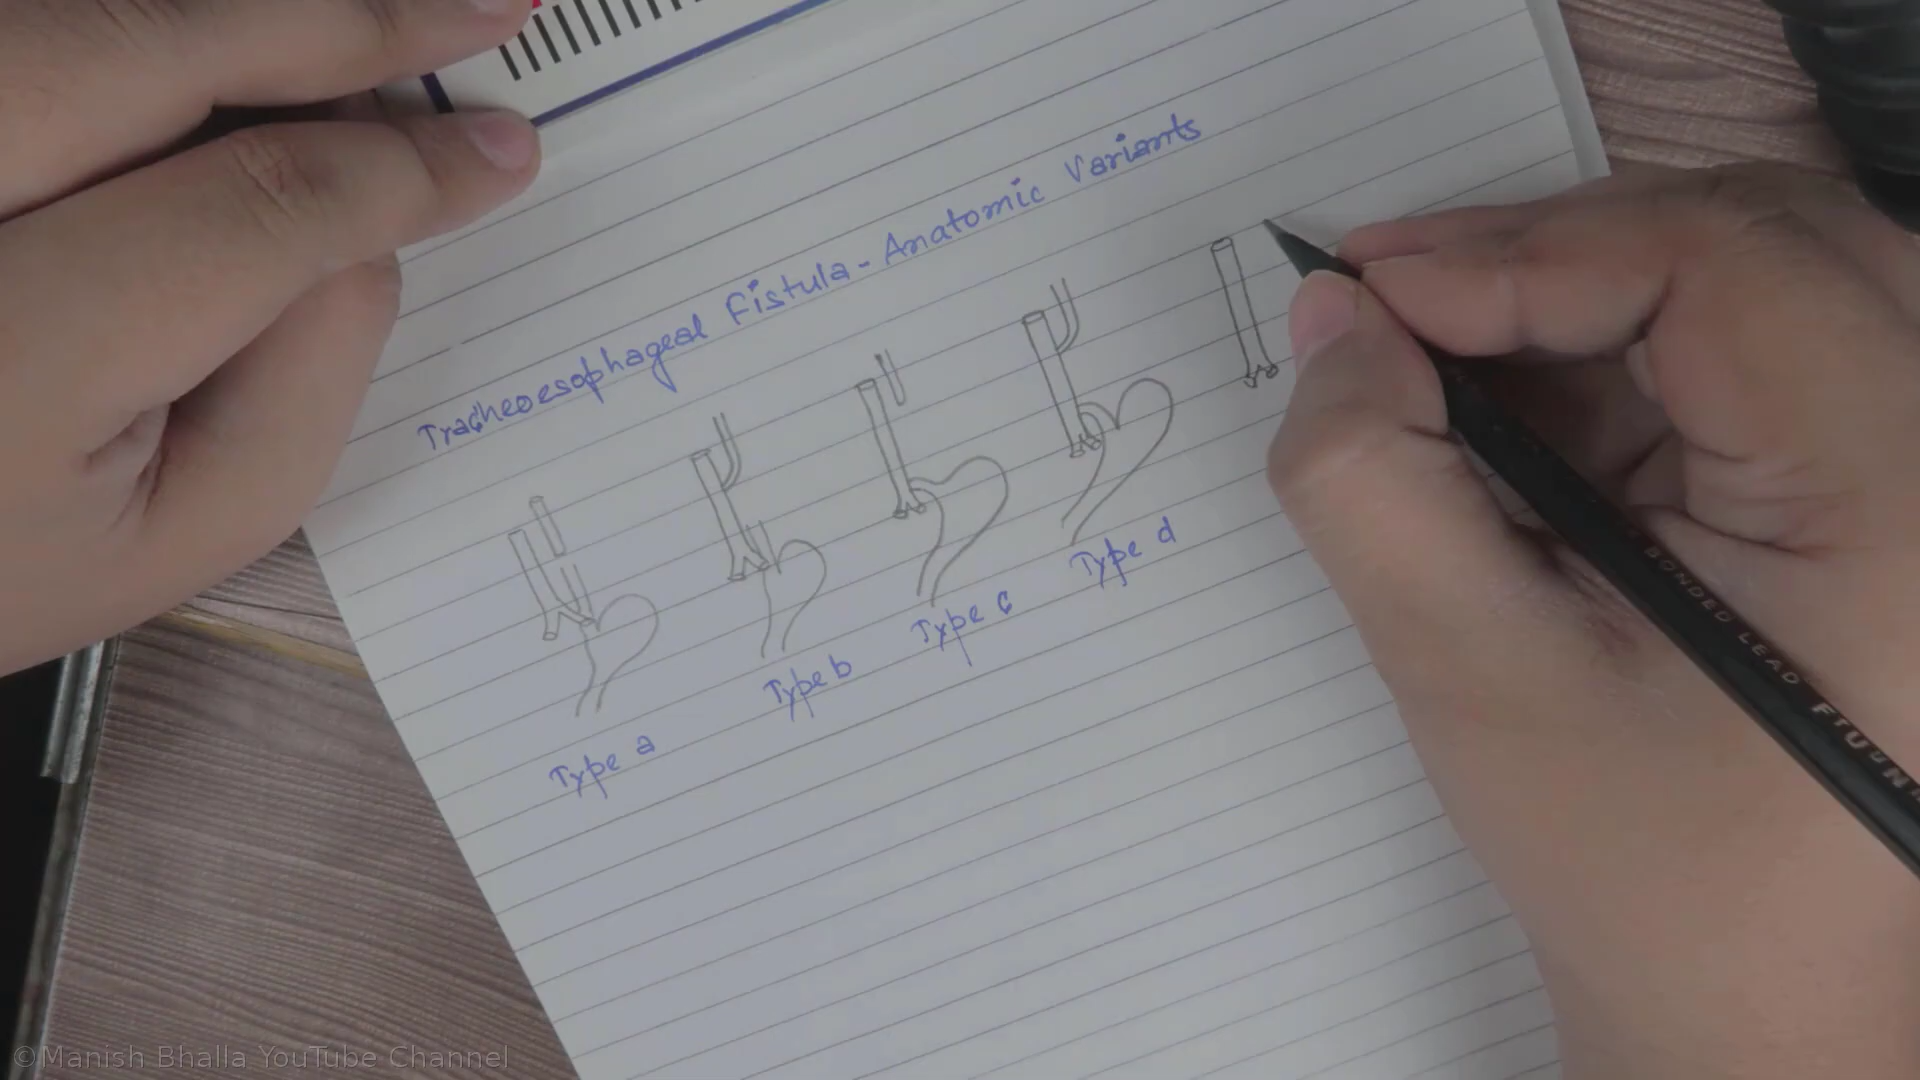 Tracheoesophageal Fistula - Anatomic Variants
Type a
Type b
Type c
Type d
BONDED LEAD
©Manish Bhalla YouTube Channel